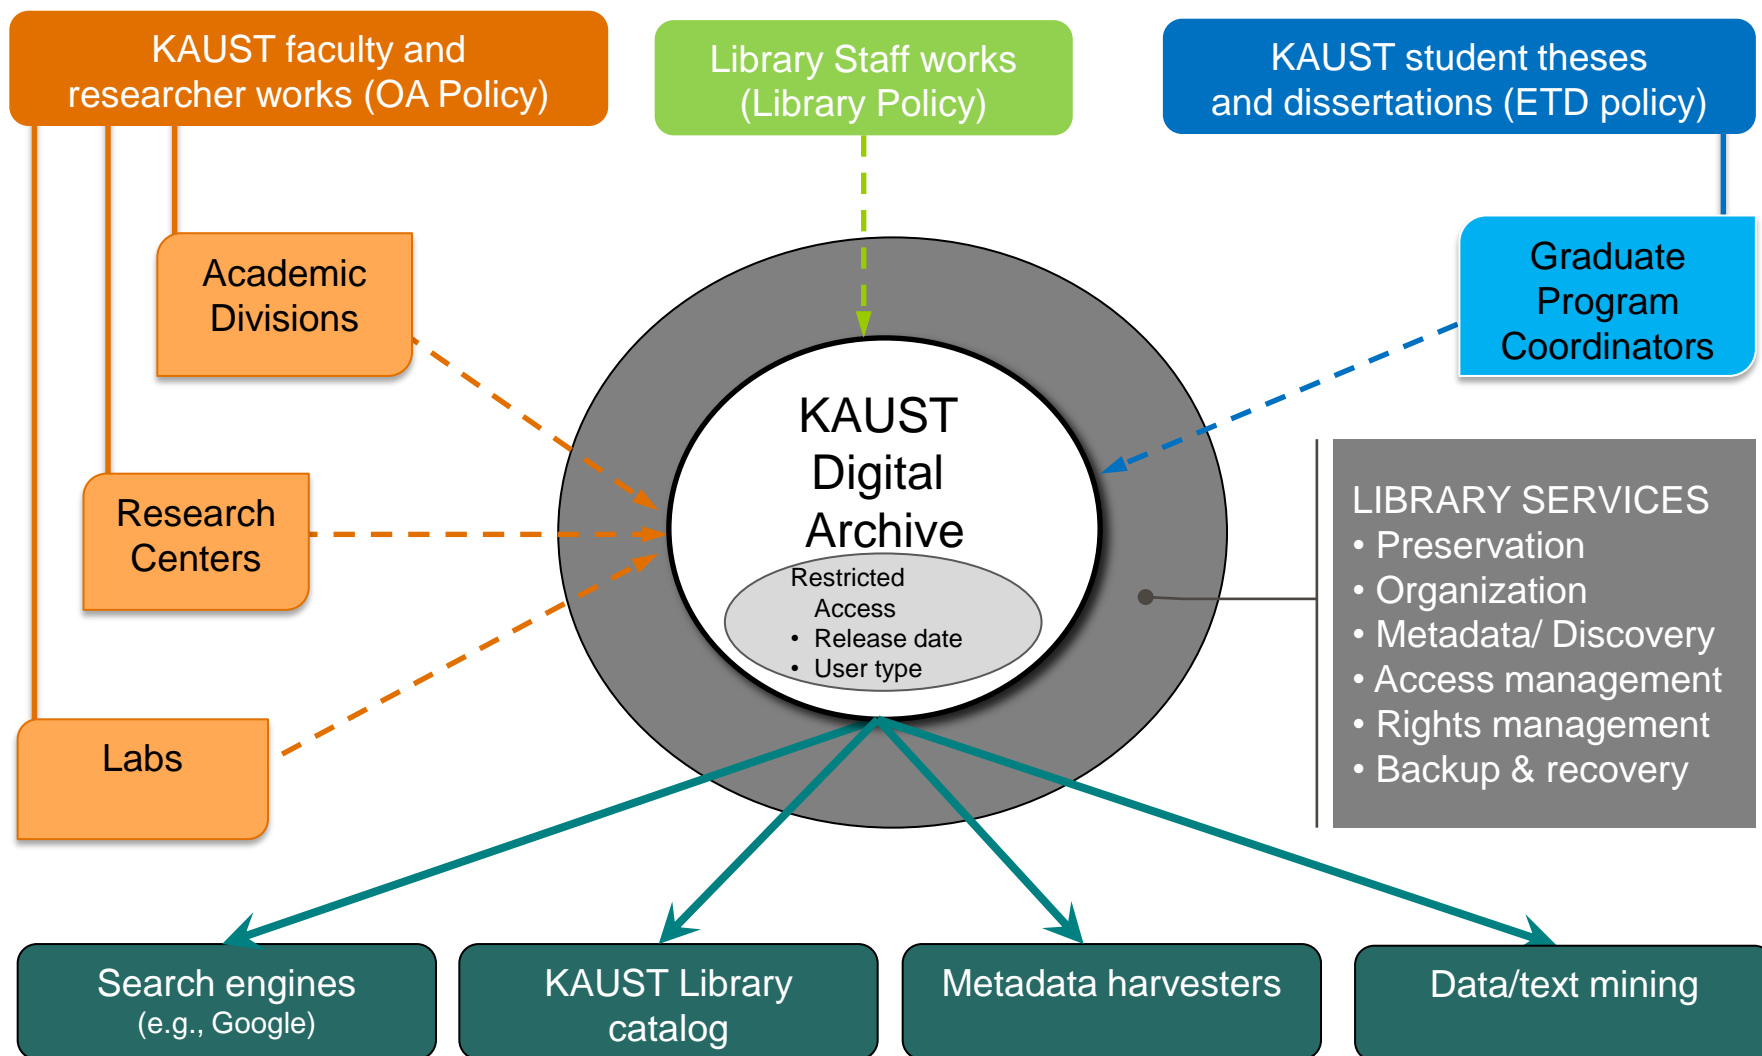 KAUST faculty and
researcher works (OA Policy)
Library Staff works
(Library Policy)
KAUST student theses
and dissertations (ETD policy)
Academic
Divisions
Graduate
Program
Coordinators
Research
Centers
Labs
KAUST
Digital
Archive
Restricted
Access
• Release date
• User type
LIBRARY SERVICES
• Preservation
• Organization
• Metadata/ Discovery
• Access management
• Rights management
• Backup & recovery
Search engines
(e.g., Google)
KAUST Library
catalog
Metadata harvesters
Data/text mining